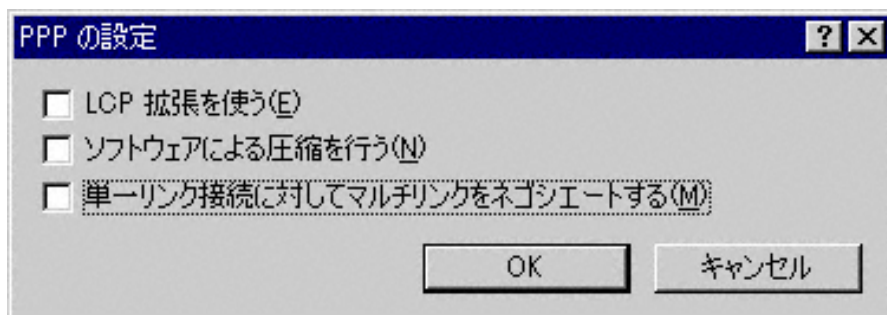 PPP の設定
LCP 拡張を使う(E)
ソフトウェアによる圧縮を行う(N)
単一リンク接続に対してマルチリンクをネゴシエートする(M)
OK キャンセル